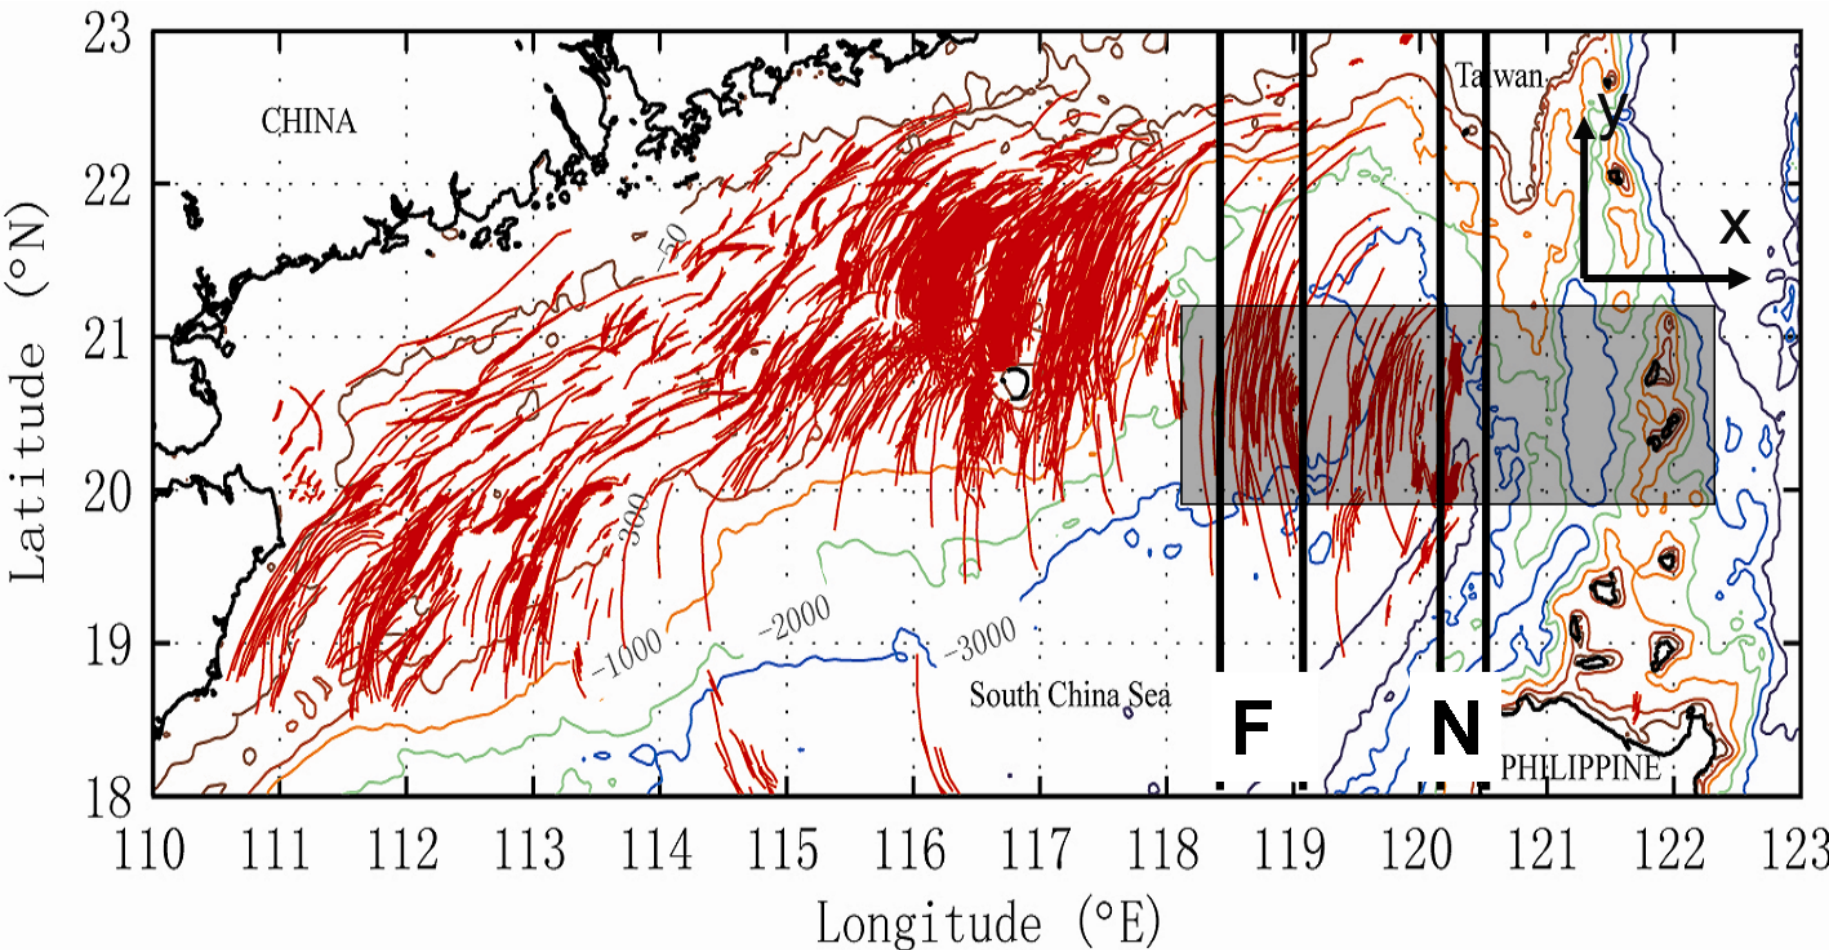 23
22
21
20
19
18
Latitude (°N)
CHINA
Taiwan
y
x
-50
300
-1000
-2000
-3000
South China Sea
F
N
PHILIPPINE
110 111 112 113 114 115 116 117 118 119 120 121 122 123
Longitude (°E)